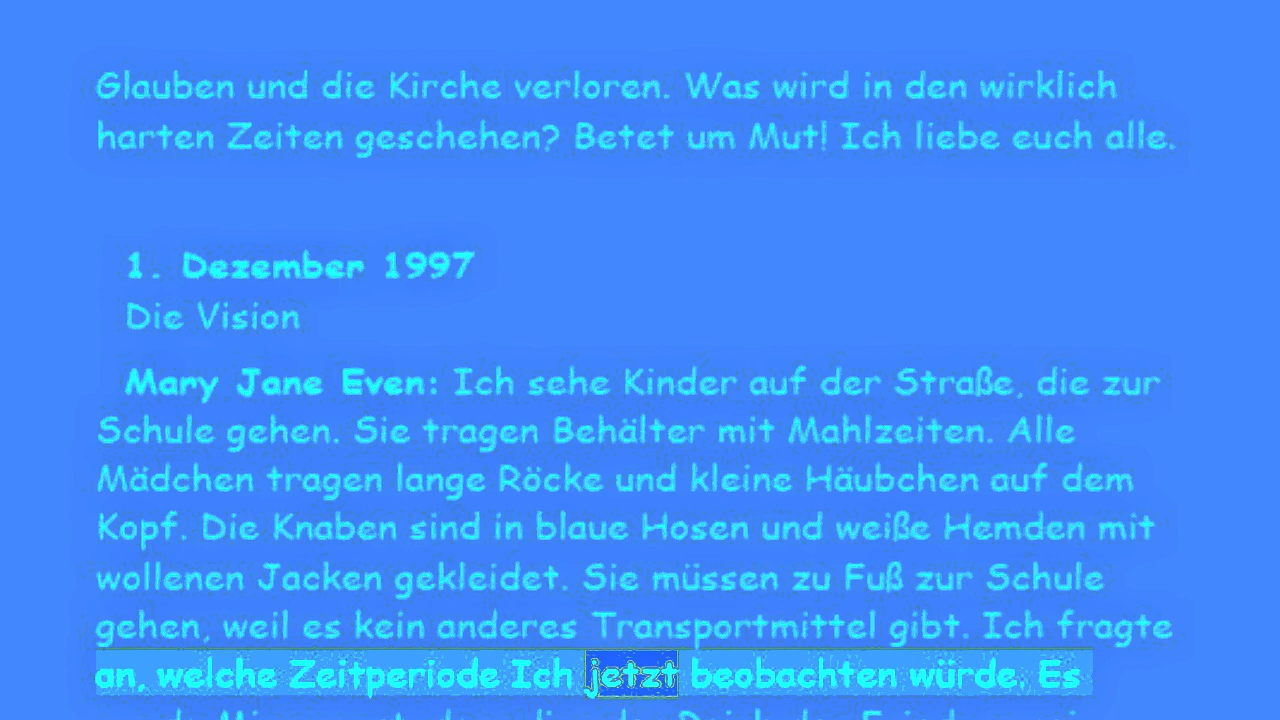 Glauben und die Kirche verloren. Was wird in den wirklich
harten Zeiten geschehen? Betet um Mut! Ich liebe euch alle.
1. Dezember 1997
Die Vision
Mary Jane Even: Ich sehe Kinder auf der Straße, die zur
Schule gehen. Sie tragen Behälter mit Mahlzeiten. Alle
Mädchen tragen lange Röcke und kleine Häubchen auf dem
Kopf. Die Knaben sind in blaue Hosen und weiße Hemden mit
wollenen Jacken gekleidet. Sie müssen zu Fuß zur Schule
gehen, weil es kein anderes Transportmittel gibt. Ich fragte
an, welche Zeitperiode Ich jetzt beobachten würde. Es